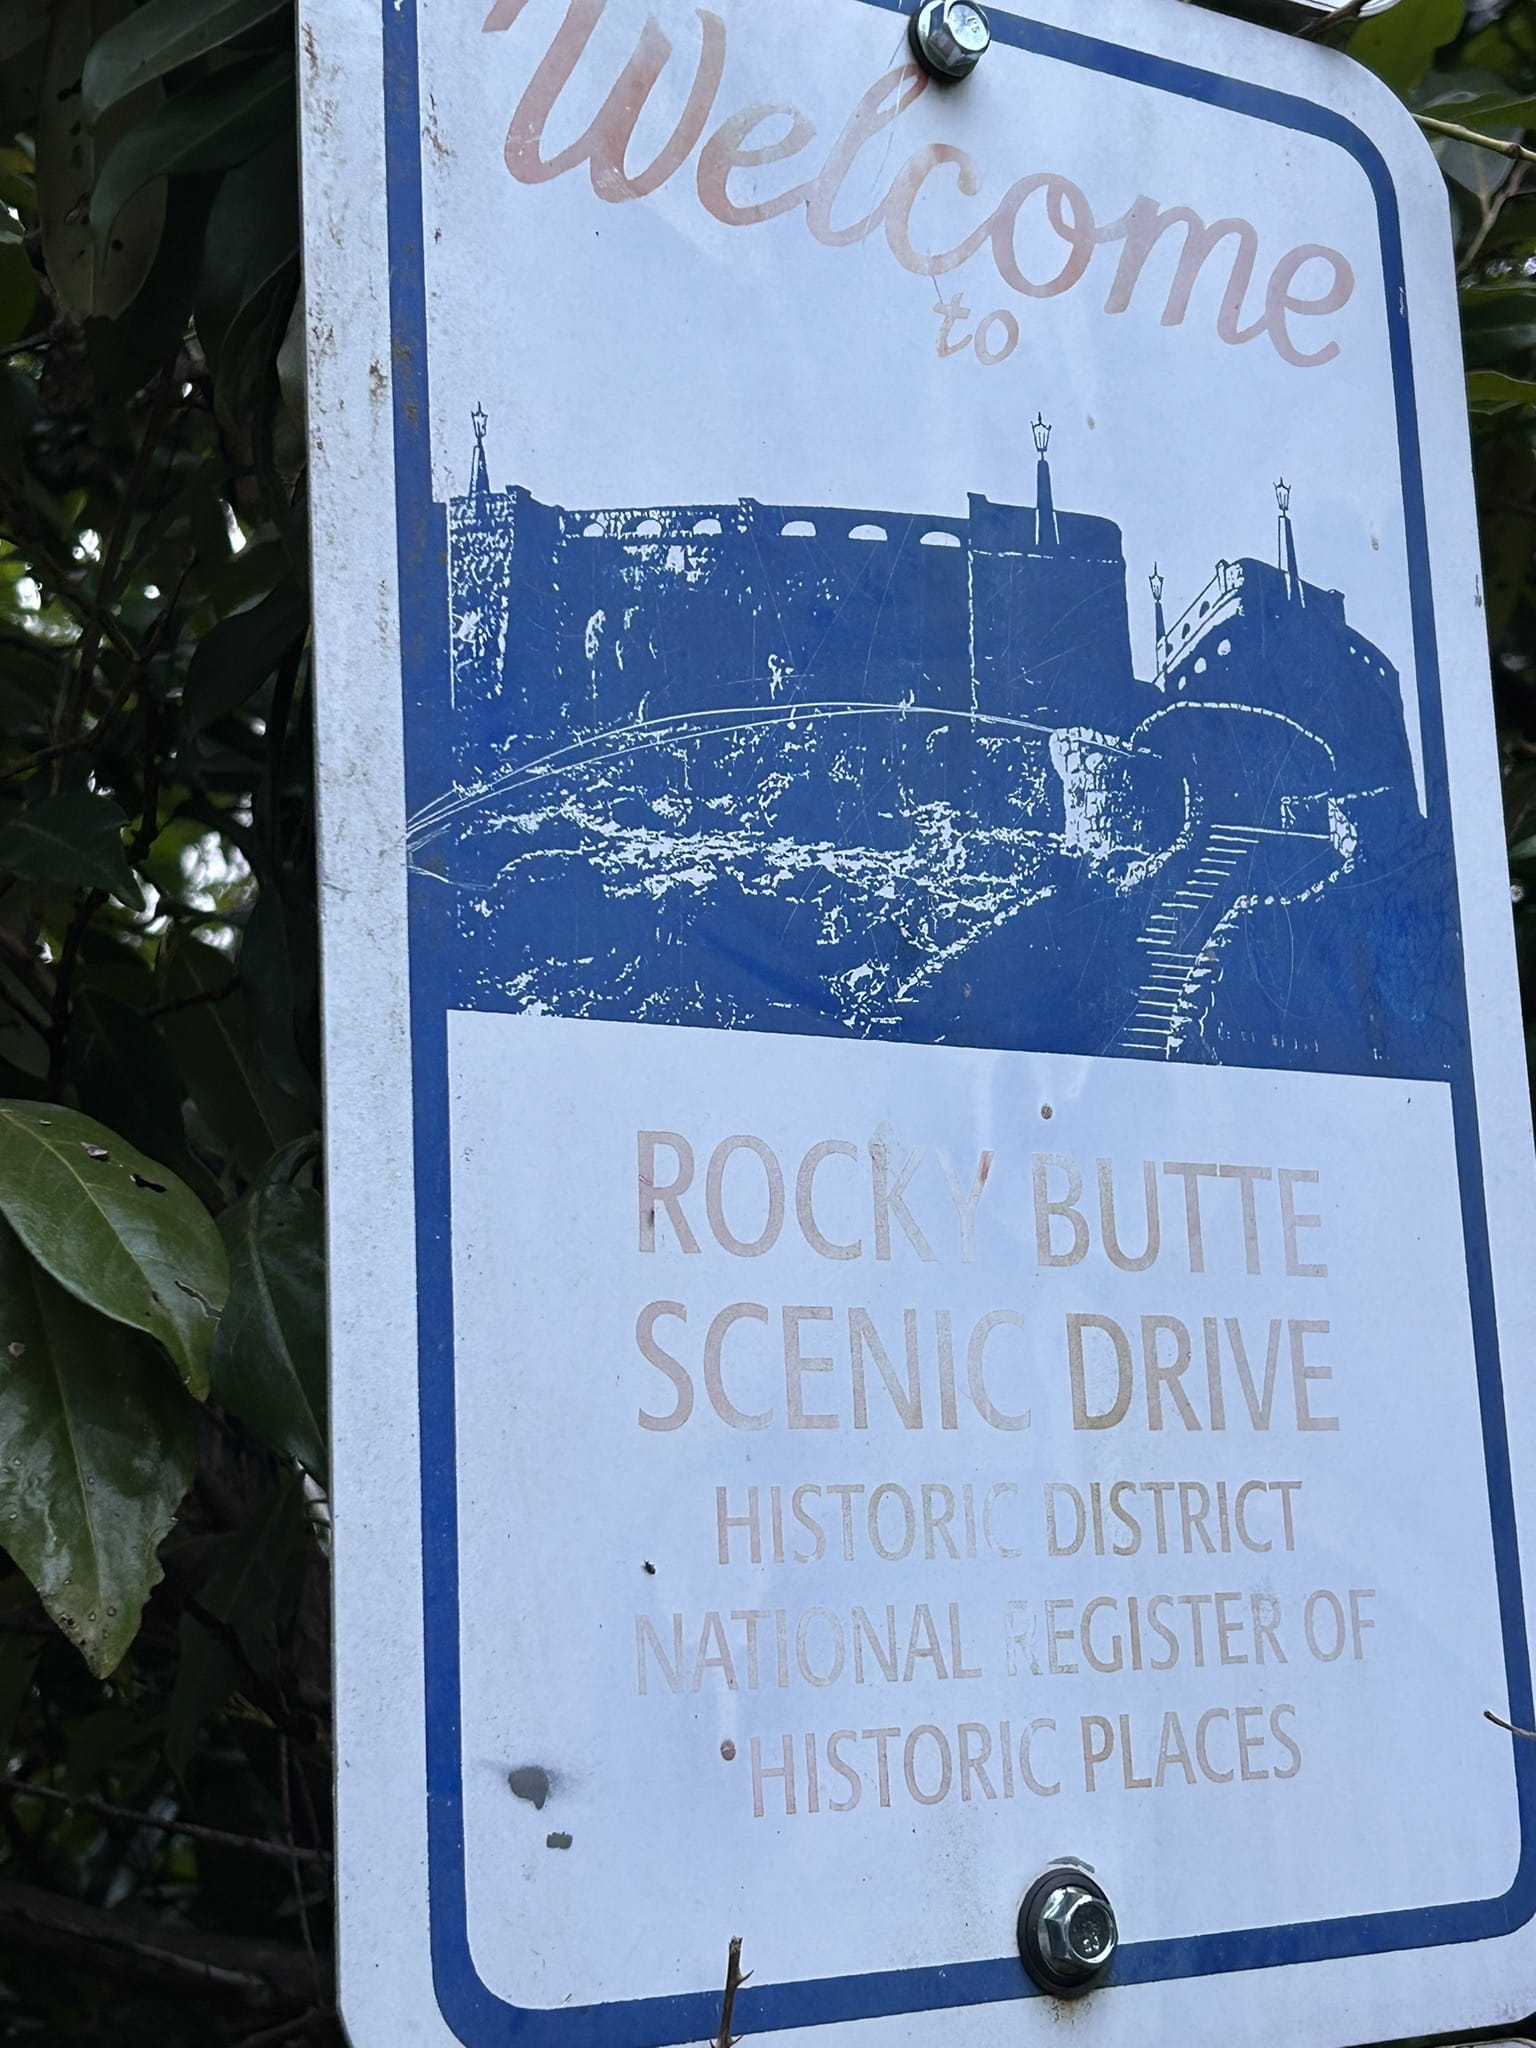 Welcome
to
ROCKY BUTTE
SCENIC DRIVE
HISTORIC DISTRICT
NATIONAL REGISTER OF
HISTORIC PLACES